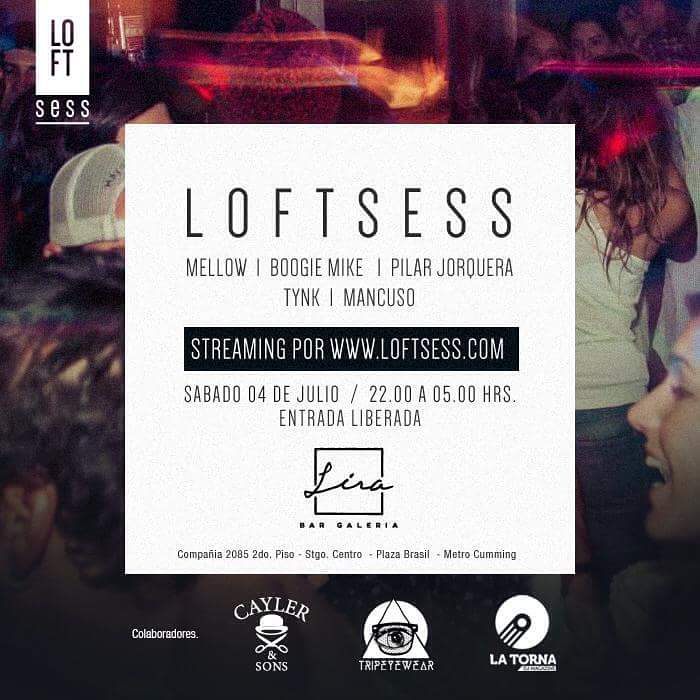 LO
FT
sess
LOFTSESS
MELLOW | BOOGIE MIKE | PILAR JORQUERA
TYNK | MANCUSO
STREAMING POR WWW.LOFTSESS.COM
SABADO 04 DE JULIO / 22.00 A 05.00 HRS.
ENTRADA LIBERADA
Lira
BAR GALERIA
Compañia 2085 2do. Piso - Stgo. Centro - Plaza Brasil - Metro Cumming
Colaboradores.
CAYLER
&
SONS
TRIPEYEWEAR
LA TORNA
DJ MAGAZINE